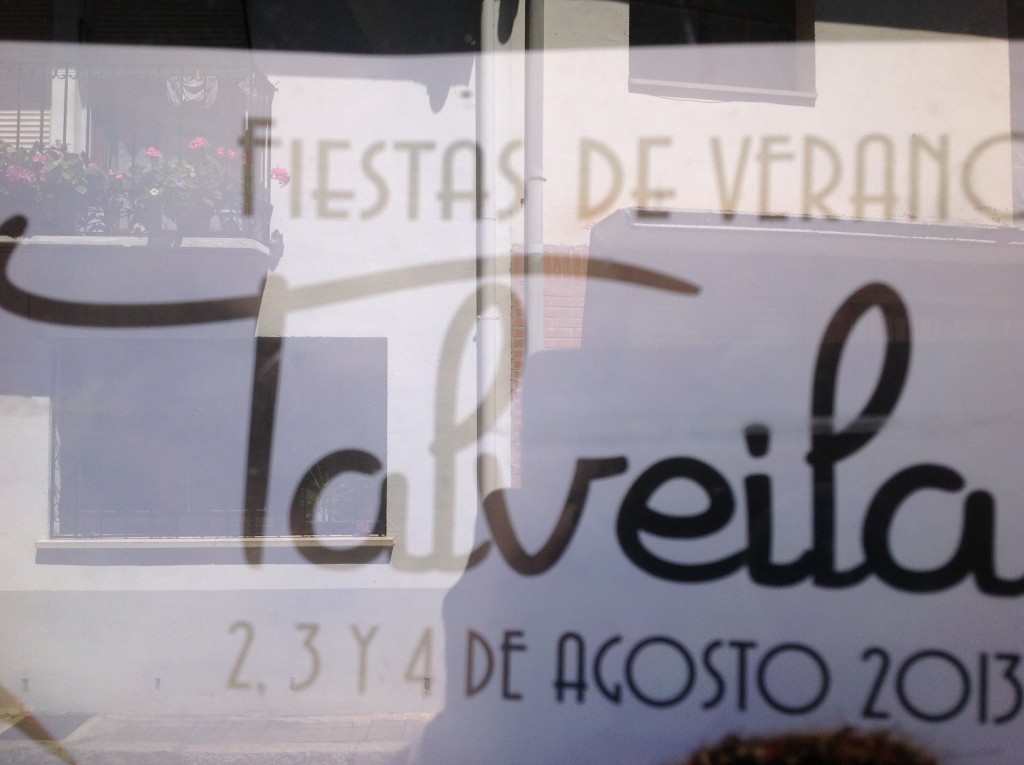 FIESTAS DE VERANO
Talveila
2, 3 Y 4 DE AGOSTO 2013